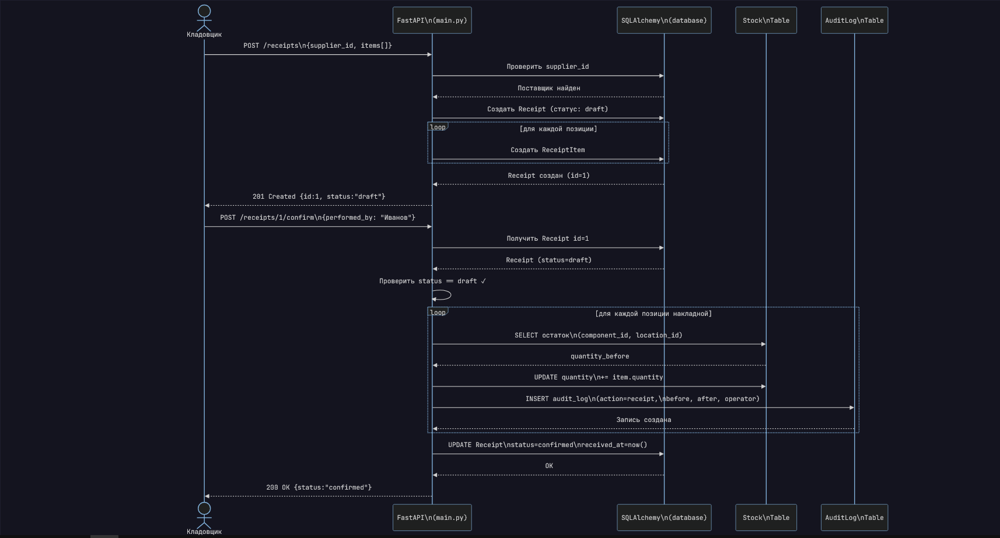 Кладовщик
FastAPI\n(main.py)
SQLAlchemy\n(database)
Stock\nTable
AuditLog\nTable
POST /receipts\n{supplier_id, items[]}
Проверить supplier_id
Поставщик найден
Создать Receipt (статус: draft)
loop
[для каждой позиции]
Создать ReceiptItem
Receipt создан (id=1)
201 Created {id:1, status:"draft"}
POST /receipts/1/confirm\n{performed_by: "Иванов"}
Получить Receipt id=1
Receipt (status=draft)
Проверить status == draft ✓
loop
[для каждой позиции накладной]
SELECT остаток\n(component_id, location_id)
quantity_before
UPDATE quantity\n+= item.quantity
INSERT audit_log\n(action=receipt,\nbefore, after, operator)
Запись создана
UPDATE Receipt\nstatus=confirmed\nreceived_at=now()
OK
200 OK {status:"confirmed"}
Кладовщик
FastAPI\n(main.py)
SQLAlchemy\n(database)
Stock\nTable
AuditLog\nTable